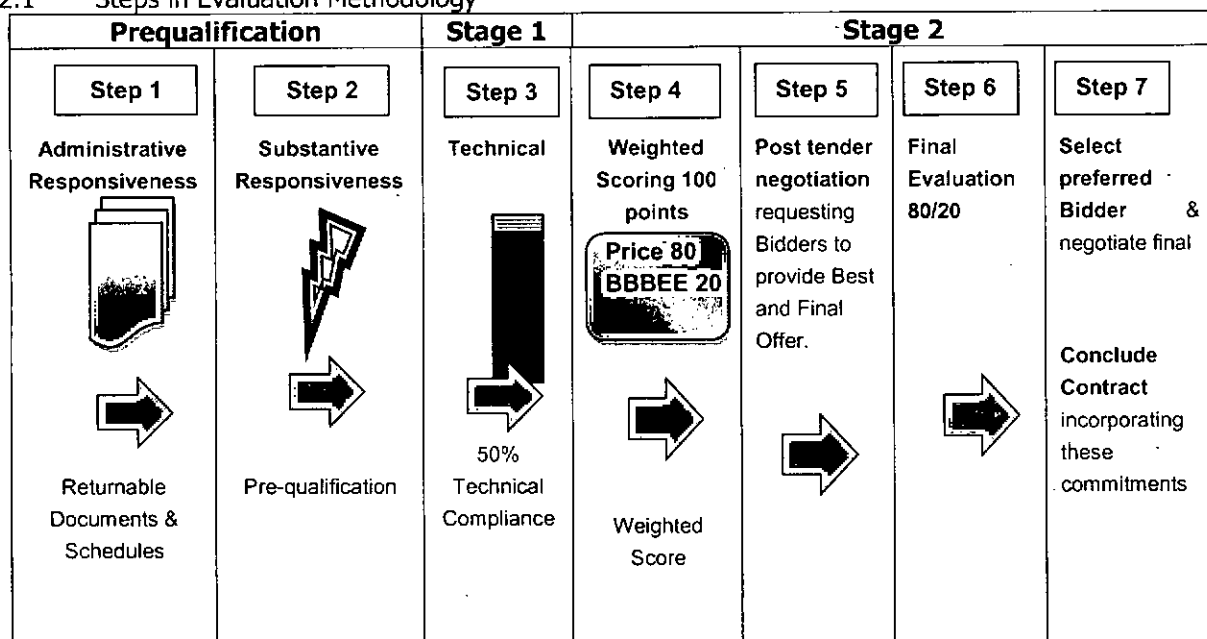 2.1 Steps in Evaluation Methodology
Prequalification
Stage 1
Stage 2
Step 1
Administrative
Responsiveness
Returnable
Documents &
Schedules
Step 2
Substantive
Responsiveness
Pre-qualification
Step 3
Technical
50%
Technical
Compliance
Step 4
Weighted
Scoring 100
points
Price 80
BBBEE 20
Weighted
Score
Step 5
Post tender
negotiation
requesting
Bidders to
provide Best
and Final
Offer.
Step 6
Final
Evaluation
80/20
Step 7
Select
preferred
Bidder &
negotiate final
Conclude
Contract
incorporating
these
commitments